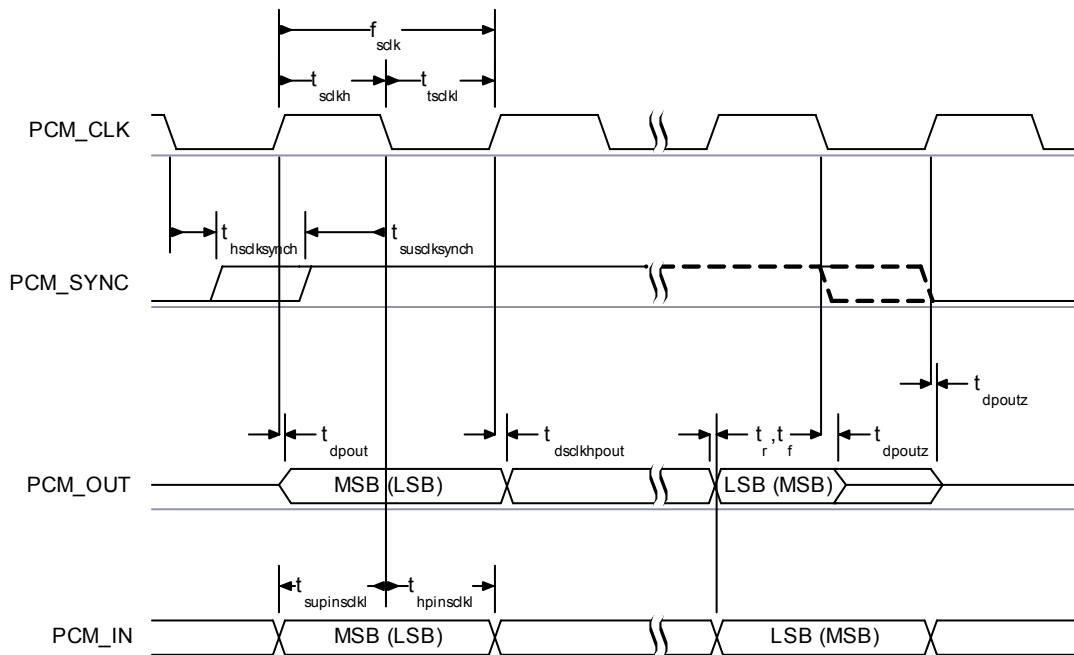 f sclk
t sclkh t tsclkl
PCM_CLK
t hsclksynch t susclksynch
PCM_SYNC
t dpoutz
t dpout t dsclkhpout t r ,t f t dpoutz
PCM_OUT MSB (LSB) LSB (MSB)
t supinsclkl t hpinsclkl
PCM_IN MSB (LSB) LSB (MSB)